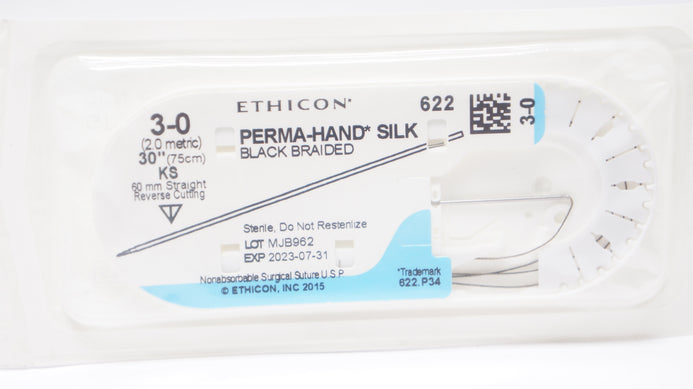 ETHICON*
622
3-0
3-0
(2.0 metric)
30" (75cm)
KS
60 mm Straight
Reverse Cutting
PERMA-HAND* SILK
BLACK BRAIDED
Sterile, Do Not Resterilize
LOT MJB962
EXP 2023-07-31
Nonabsorbable Surgical Suture U.S.P.
© ETHICON, INC 2015
*Trademark
622.P34